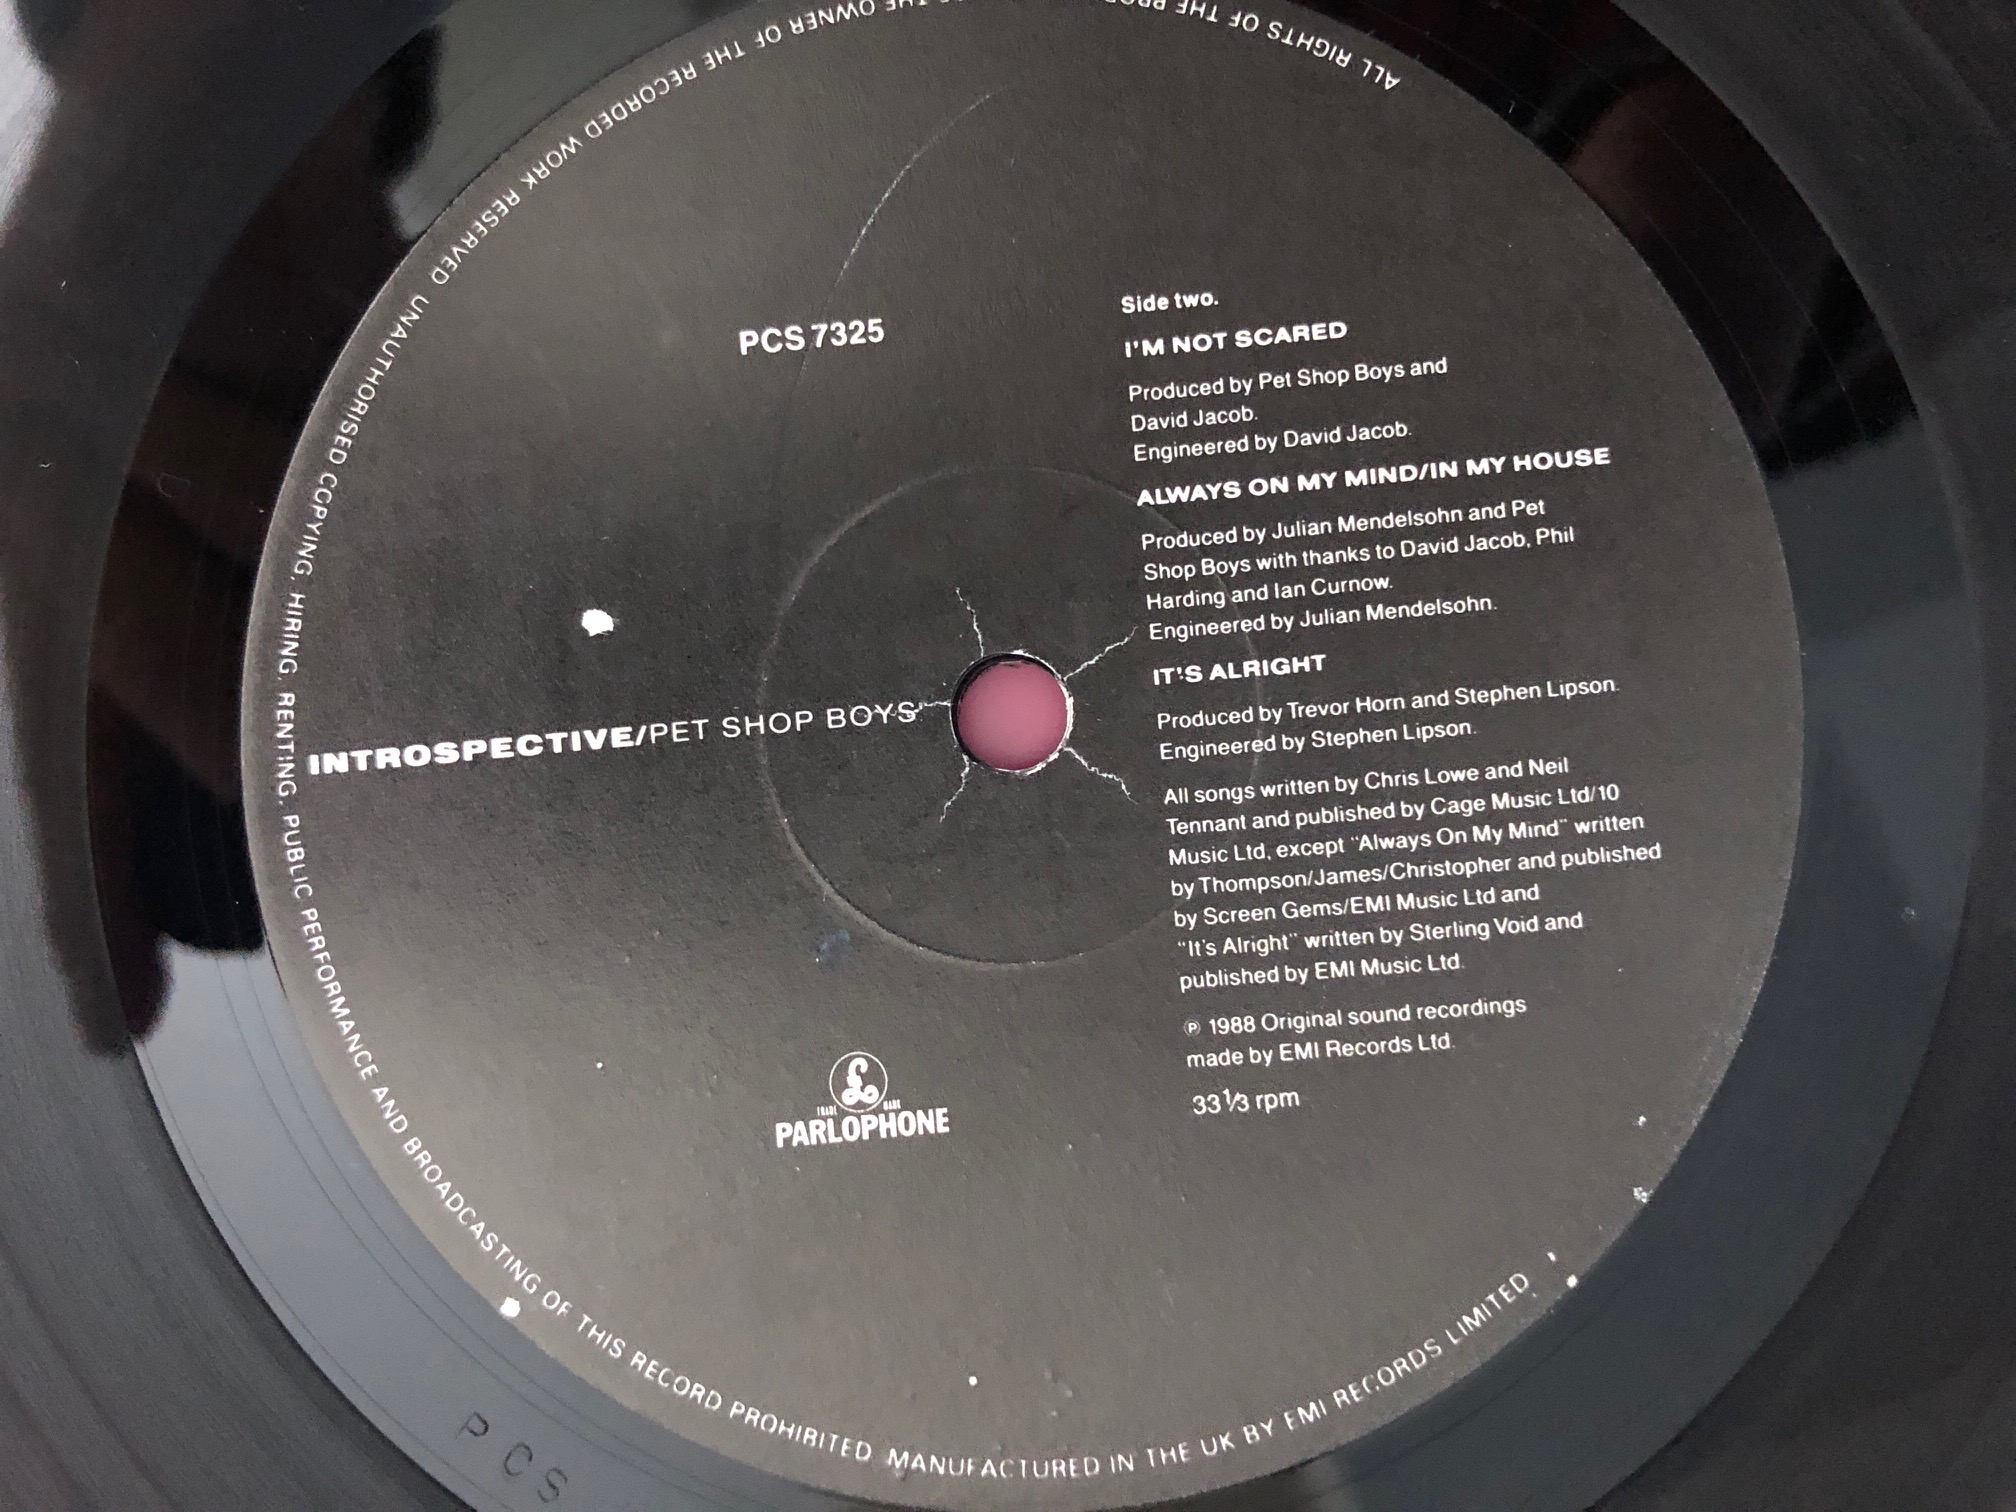 ALL RIGHTS OF THE THE OWNER OF THE RECORDED WORK RESERVED UNAUTHORISED COPYING, HIRING, RENTING, PUBLIC PERFORMANCE AND BROADCASTING OF THIS RECORD PROHIBITED MANUFACTURED IN THE UK BY EMI RECORDS LIMITED
PCS 7325
INTROSPECTIVE/PET SHOP BOYS
TRADE MARK
PARLOPHONE
Side two.
I'M NOT SCARED
Produced by Pet Shop Boys and
David Jacob.
Engineered by David Jacob.
ALWAYS ON MY MIND/IN MY HOUSE
Produced by Julian Mendelsohn and Pet
Shop Boys with thanks to David Jacob, Phil
Harding and Ian Curnow.
Engineered by Julian Mendelsohn.
IT'S ALRIGHT
Produced by Trevor Horn and Stephen Lipson.
Engineered by Stephen Lipson.
All songs written by Chris Lowe and Neil
Tennant and published by Cage Music Ltd/10
Music Ltd, except "Always On My Mind" written
by Thompson/James/Christopher and published
by Screen Gems/EMI Music Ltd and
"It's Alright" written by Sterling Void and
published by EMI Music Ltd.
℗ 1988 Original sound recordings
made by EMI Records Ltd.
33⅓ rpm
PCS